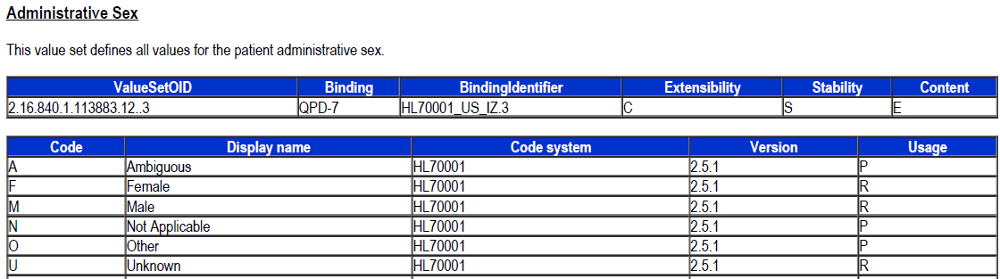 Administrative Sex
This value set defines all values for the patient administrative sex.
ValueSetOID Binding BindingIdentifier Extensibility Stability Content
2.16.840.1.113883.12..3 QPD-7 HL70001_US_IZ.3 C S E
Code Display name Code system Version Usage
A Ambiguous HL70001 2.5.1 P
F Female HL70001 2.5.1 R
M Male HL70001 2.5.1 R
N Not Applicable HL70001 2.5.1 P
O Other HL70001 2.5.1 P
U Unknown HL70001 2.5.1 R